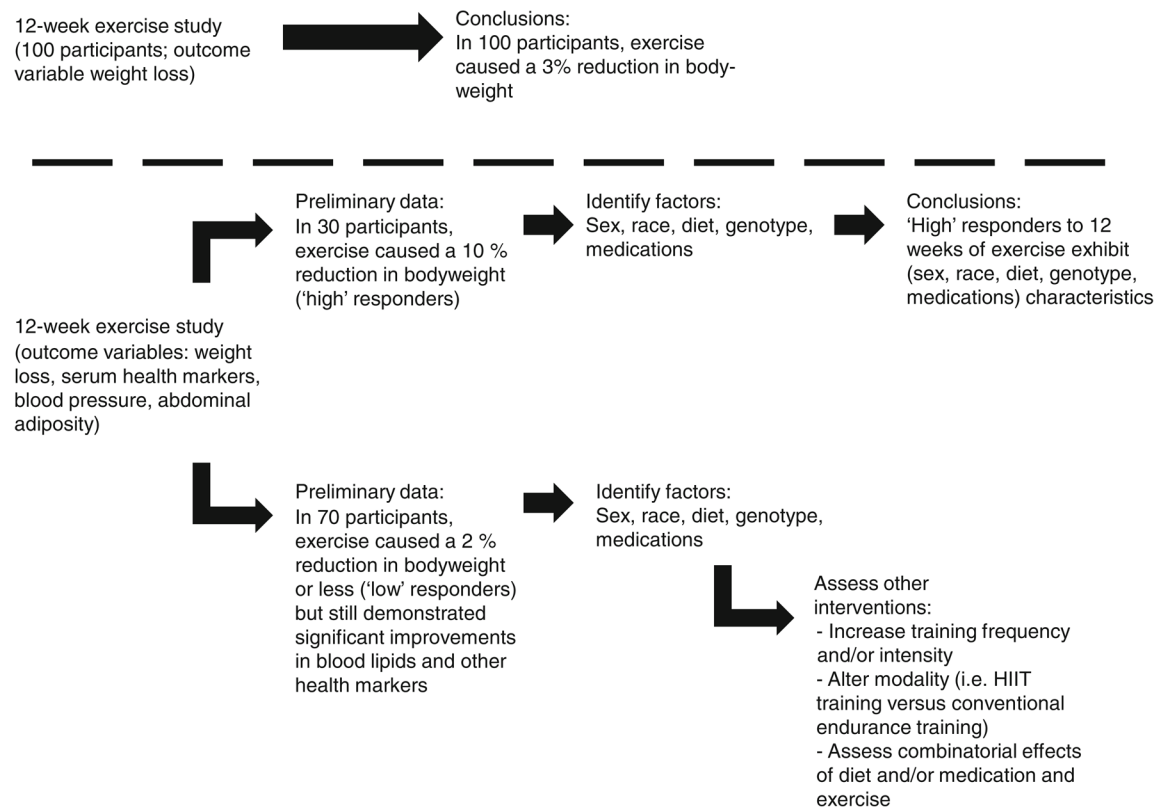 12-week exercise study
(100 participants; outcome
variable weight loss)
Conclusions:
In 100 participants, exercise
caused a 3% reduction in body-
weight
Preliminary data:
In 30 participants,
exercise caused a 10 %
reduction in bodyweight
(‘high’ responders)
Identify factors:
Sex, race, diet, genotype,
medications
Conclusions:
‘High’ responders to 12
weeks of exercise exhibit
(sex, race, diet, genotype,
medications) characteristics
12-week exercise study
(outcome variables: weight
loss, serum health markers,
blood pressure, abdominal
adiposity)
Preliminary data:
In 70 participants,
exercise caused a 2 %
reduction in bodyweight
or less (‘low’ responders)
but still demonstrated
significant improvements
in blood lipids and other
health markers
Identify factors:
Sex, race, diet, genotype,
medications
Assess other
interventions:
- Increase training frequency
and/or intensity
- Alter modality (i.e. HIIT
training versus conventional
endurance training)
- Assess combinatorial effects
of diet and/or medication and
exercise